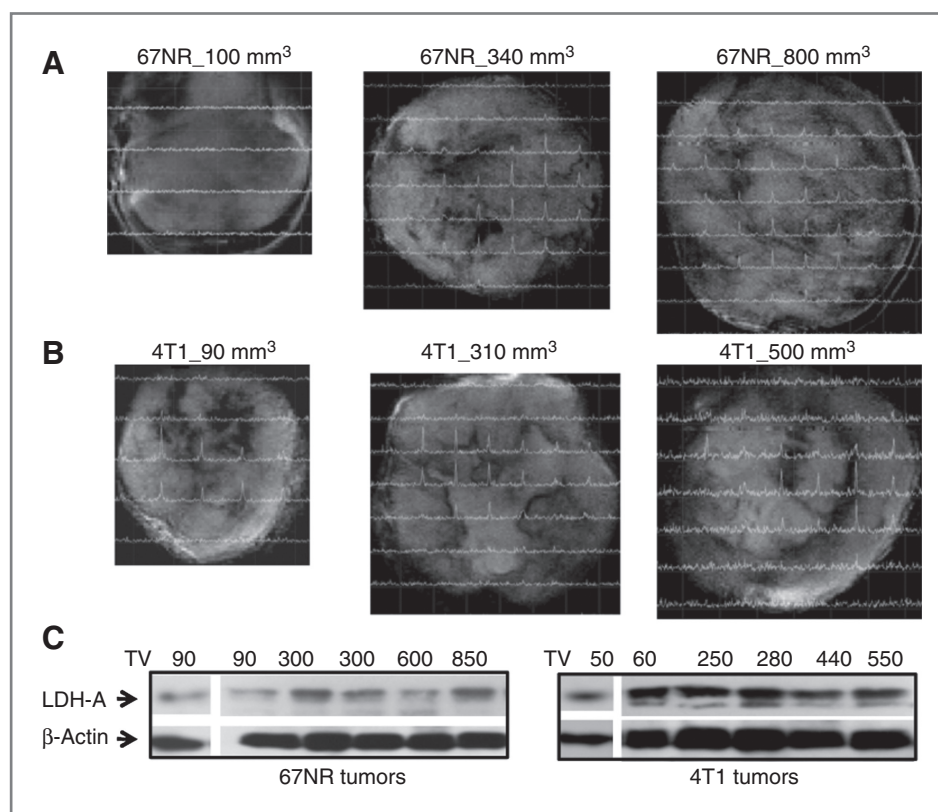 A
67NR_100 mm³ 67NR_340 mm³ 67NR_800 mm³
B
4T1_90 mm³ 4T1_310 mm³ 4T1_500 mm³
C
TV 90 90 300 300 600 850 TV 50 60 250 280 440 550
LDH-A
β-Actin
67NR tumors 4T1 tumors